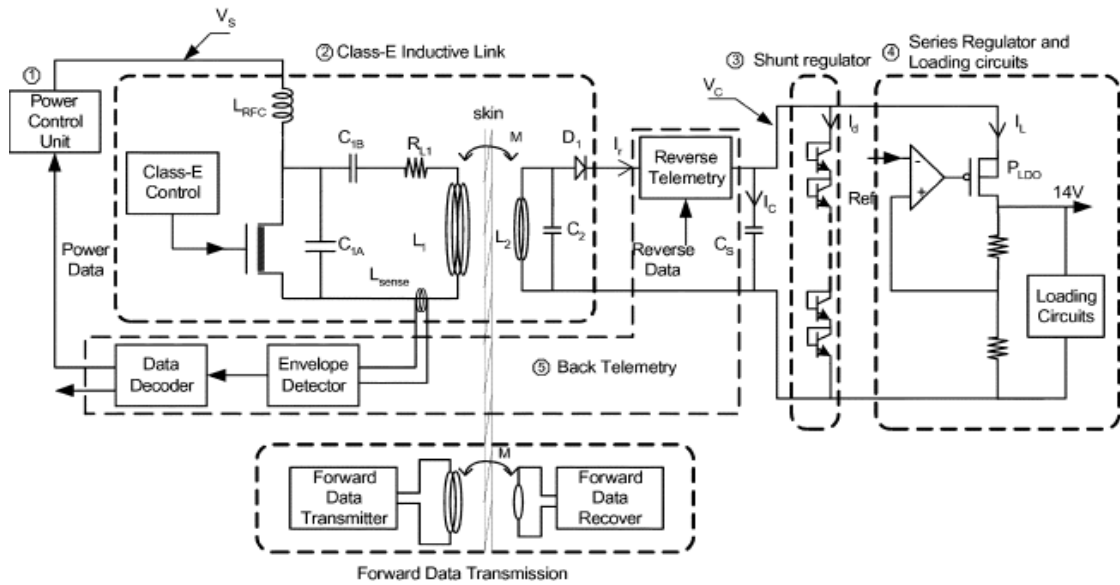 V_S
① Power Control Unit
② Class-E Inductive Link
③ Shunt regulator
④ Series Regulator and Loading circuits
L_RFC
skin
M
V_C
C_1B
R_L1
D_1
I_r
Reverse Telemetry
I_d
I_L
Class-E Control
P_LDO
-
+
Ref
14V
Power Data
C_1A
L_1
L_2
C_2
I_C
C_S
Reverse Data
L_sense
Loading Circuits
Data Decoder
Envelope Detector
⑤ Back Telemetry
M
Forward Data Transmitter
Forward Data Recover
Forward Data Transmission